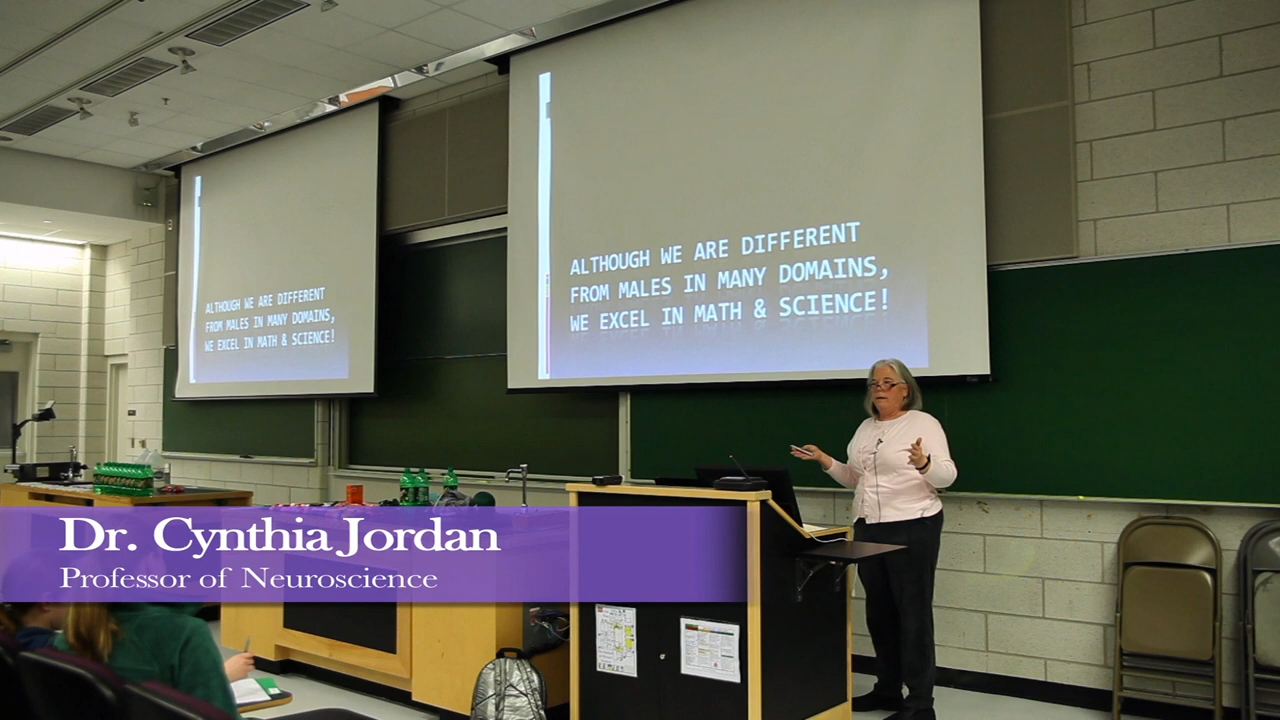 ALTHOUGH WE ARE DIFFERENT
FROM MALES IN MANY DOMAINS,
WE EXCEL IN MATH & SCIENCE!
ALTHOUGH WE ARE DIFFERENT
FROM MALES IN MANY DOMAINS,
WE EXCEL IN MATH & SCIENCE!
Dr. Cynthia Jordan
Professor of Neuroscience